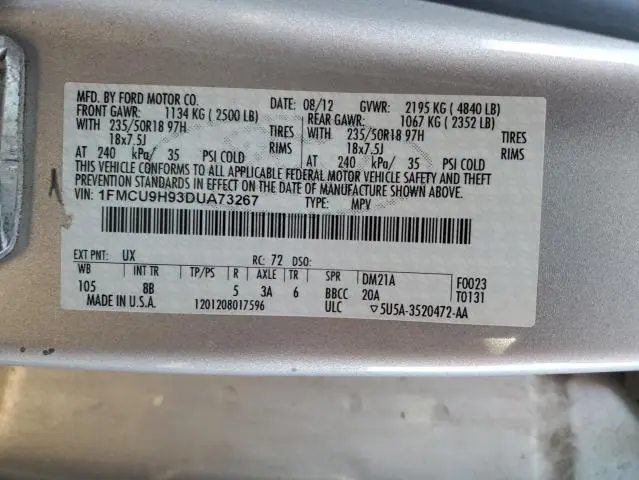 MFD. BY FORD MOTOR CO. 08/12 GVWR: 2195 KG ( 4840 LB)
FRONT GAWR: 1134 KG ( 2500 LB) REAR GAWR: 1067 KG ( 2352 LB)
WITH 235/50R18 97H TIRES WITH 235/50R18 97H TIRES
18x7.5J RIMS 18x7.5J RIMS
AT 240 kPa/ 35 PSI COLD AT 240 kPa/ 35 PSI COLD
THIS VEHICLE CONFORMS TO ALL APPLICABLE FEDERAL MOTOR VEHICLE SAFETY AND THEFT
PREVENTION STANDARDS IN EFFECT ON THE DATE OF MANUFACTURE SHOWN ABOVE.
VIN: 1FMCU9H93DUA73267 TYPE: MPV
EXT PNT: UX RC: 72 DSO:
WB INT TR TP/PS R AXLE TR SPR DM21A F0023
105 8B 5 3A 6 BBCC 20A T0131
MADE IN U.S.A. 1201208017596 ULC ▽5U5A-3520472-AA